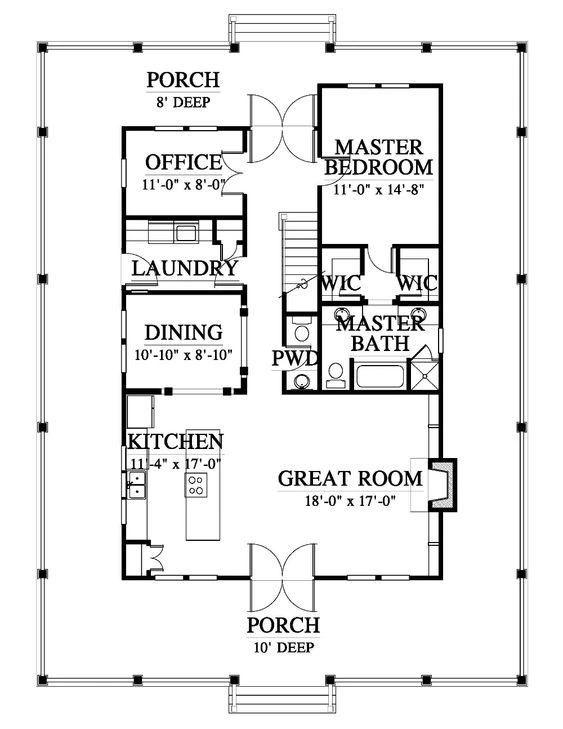 PORCH
8' DEEP
MASTER
BEDROOM
11'-0" x 14'-8"
OFFICE
11'-0" x 8'-0"
LAUNDRY
WIC
WIC
DINING
10'-10" x 8'-10"
MASTER
BATH
PWD
KITCHEN
11'-4" x 17'-0"
GREAT ROOM
18'-0" x 17'-0"
PORCH
10' DEEP